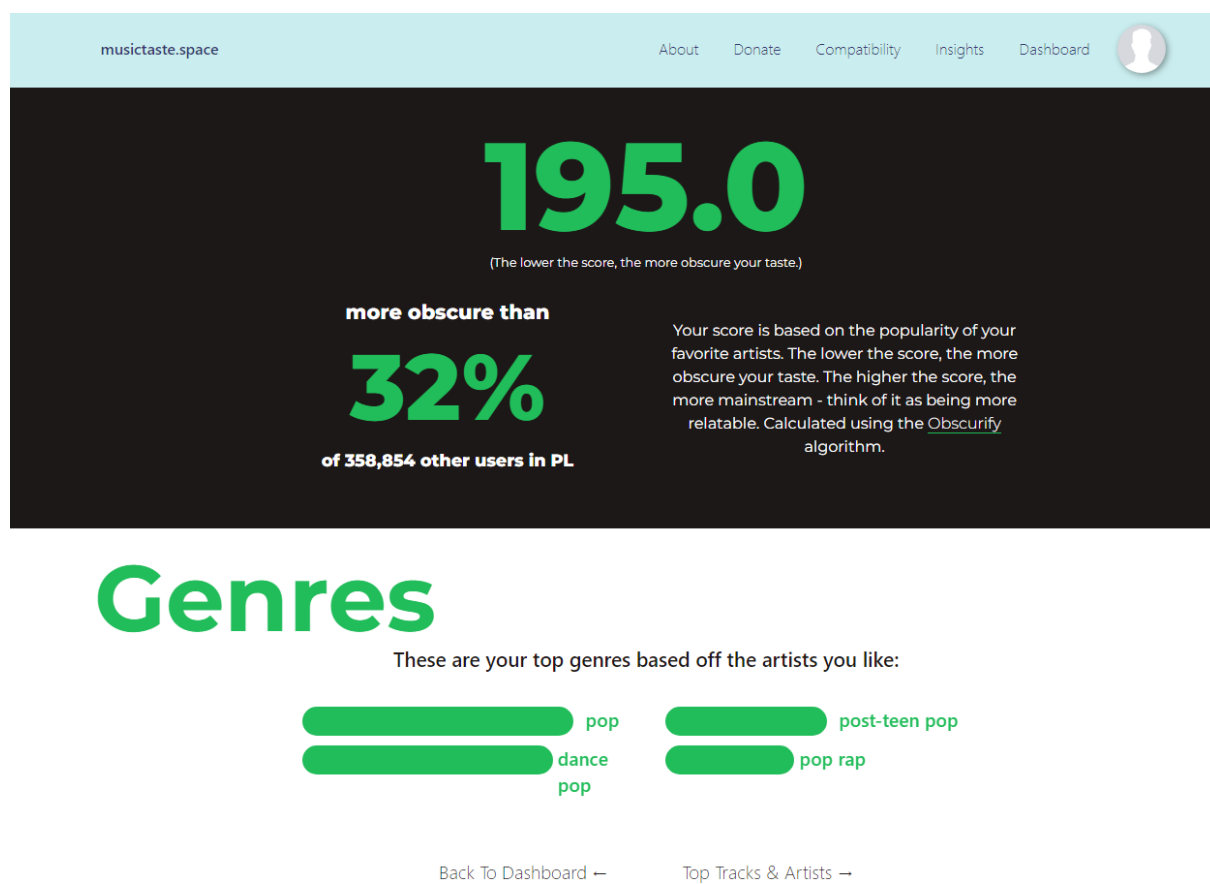 musictaste.space
About Donate Compatibility Insights Dashboard
195.0
(The lower the score, the more obscure your taste.)
more obscure than
32%
of 358,854 other users in PL
Your score is based on the popularity of your
favorite artists. The lower the score, the more
obscure your taste. The higher the score, the
more mainstream - think of it as being more
relatable. Calculated using the Obscurify
algorithm.
Genres
These are your top genres based off the artists you like:
pop
dance
pop
post-teen pop
pop rap
Back To Dashboard ←
Top Tracks & Artists →